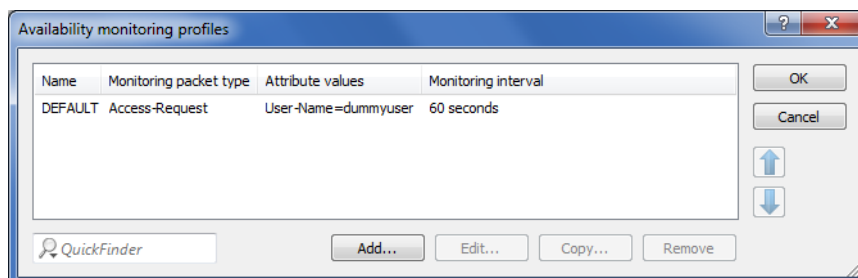 Availability monitoring profiles
Name Monitoring packet type Attribute values Monitoring interval
DEFAULT Access-Request User-Name=dummyuser 60 seconds
OK
Cancel
QuickFinder Add... Edit... Copy... Remove